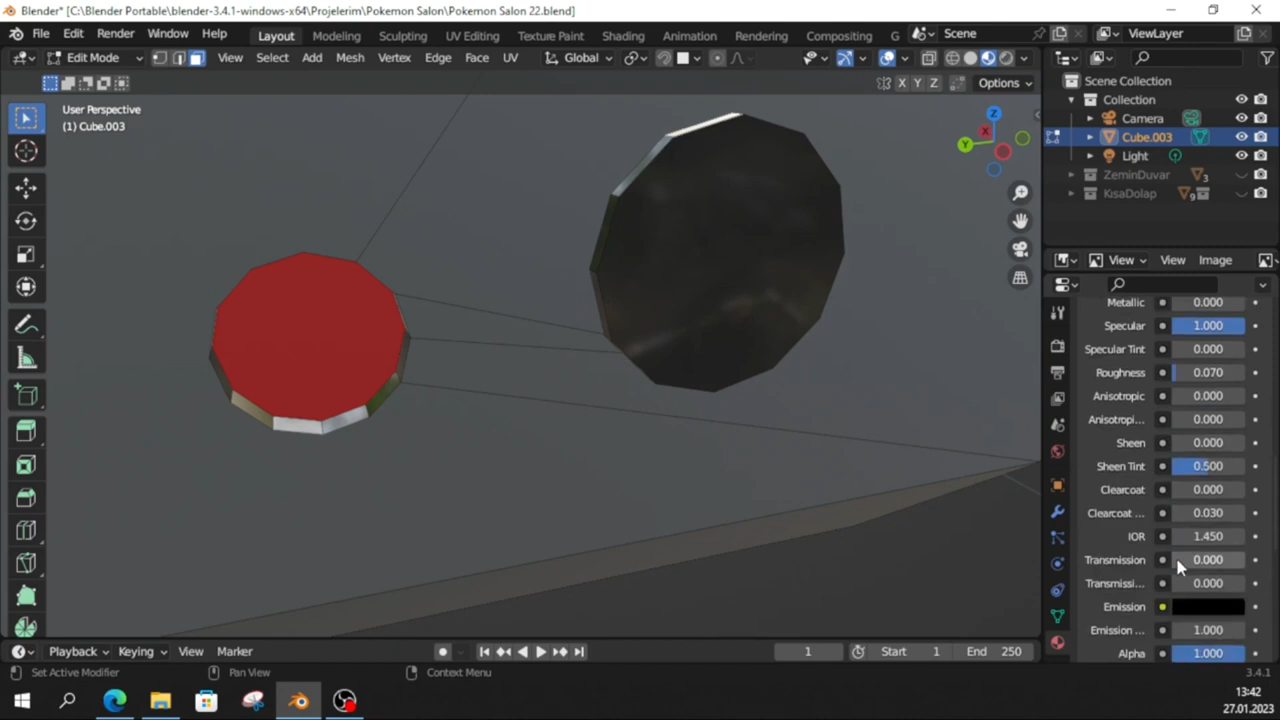 Blender* [C:\Blender Portable\blender-3.4.1-windows-x64\Projelerim\Pokemon Salon\Pokemon Salon 22.blend]
File Edit Render Window Help Layout Modeling Sculpting UV Editing Texture Paint Shading Animation Rendering Compositing G Scene ViewLayer
Edit Mode View Select Add Mesh Vertex Edge Face UV Global
X Y Z Options
User Perspective
(1) Cube.003
Z
X
Y
Scene Collection
Collection
Camera
Cube.003
Light
ZeminDuvar 3
KısaDolap 9
View View Image
Metallic 0.000
Specular 1.000
Specular Tint 0.000
Roughness 0.070
Anisotropic 0.000
Anisotropi... 0.000
Sheen 0.000
Sheen Tint 0.500
Clearcoat 0.000
Clearcoat ... 0.030
IOR 1.450
Transmission 0.000
Transmissi... 0.000
Emission
Emission ... 1.000
Alpha 1.000
Playback Keying View Marker 1 Start 1 End 250
Set Active Modifier Pan View Context Menu 3.4.1
13:42
27.01.2023